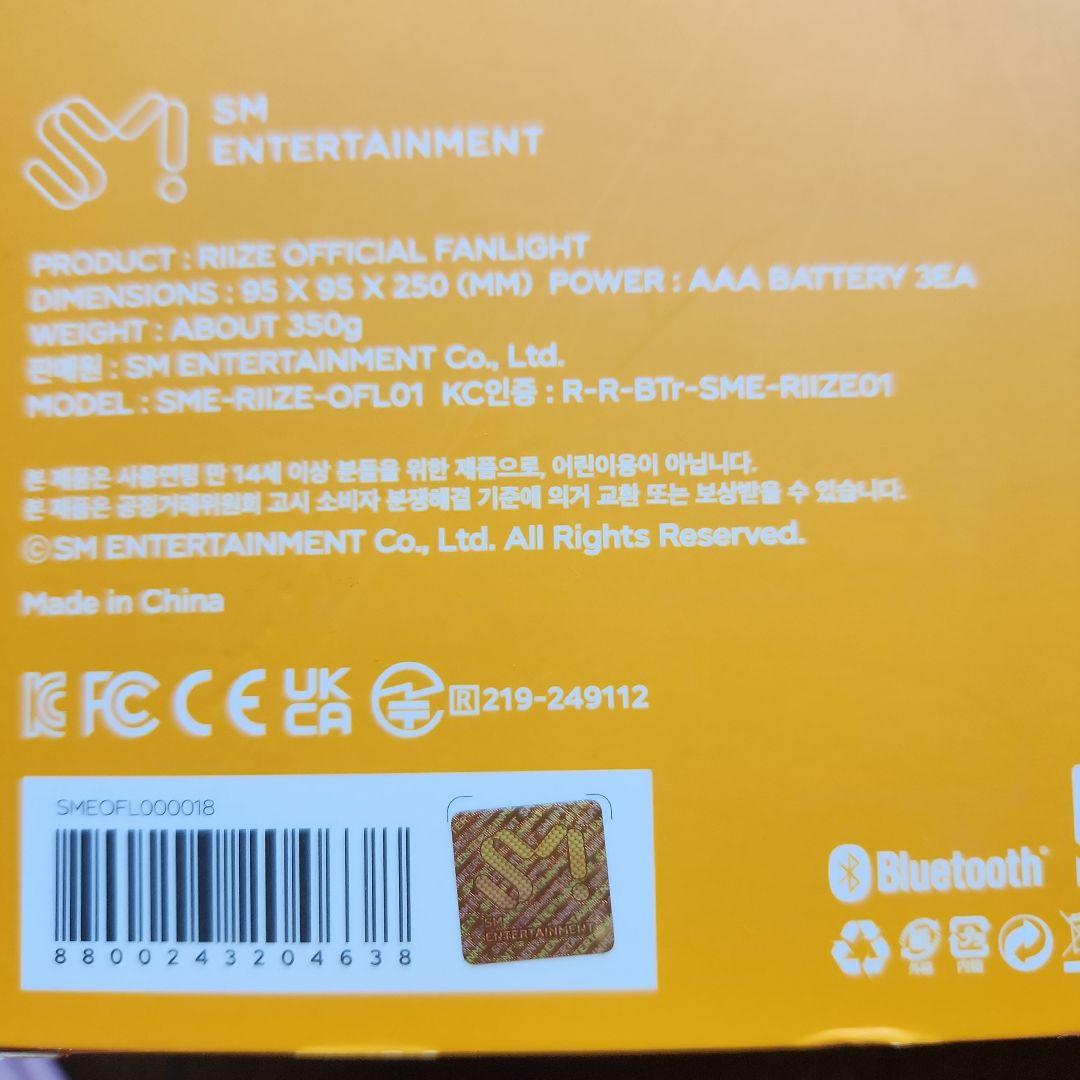 SM
ENTERTAINMENT
PRODUCT : RIIZE OFFICIAL FANLIGHT
DIMENSIONS : 95 X 95 X 250 (MM) POWER : AAA BATTERY 3EA
WEIGHT : ABOUT 350g
판매원 : SM ENTERTAINMENT Co., Ltd.
MODEL : SME-RIIZE-OFL01 KC인증 : R-R-BTr-SME-RIIZE01
본 제품은 사용연령 만 14세 이상 분들을 위한 제품으로, 어린이용이 아닙니다.
본 제품은 공정거래위원회 고시 소비자 분쟁해결 기준에 의거 교환 또는 보상받을 수 있습니다.
©SM ENTERTAINMENT Co., Ltd. All Rights Reserved.
Made in China
KC FC CE UK CA R 219-249112
SMEOFL000018
8800243204638
SM
ENTERTAINMENT
Bluetooth